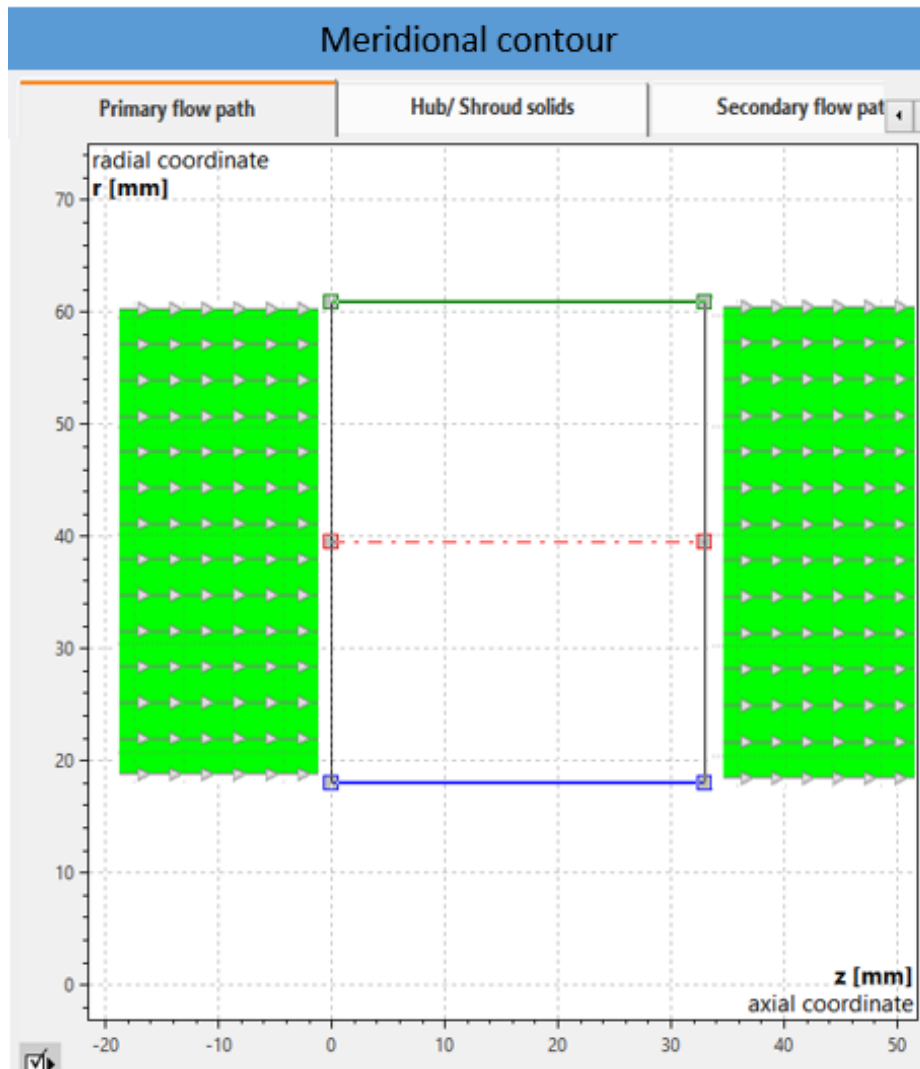 Meridional contour
Primary flow path
Hub/ Shroud solids
Secondary flow pat
radial coordinate
r [mm]
70
60
50
40
30
20
10
0
z [mm]
axial coordinate
-20 -10 0 10 20 30 40 50